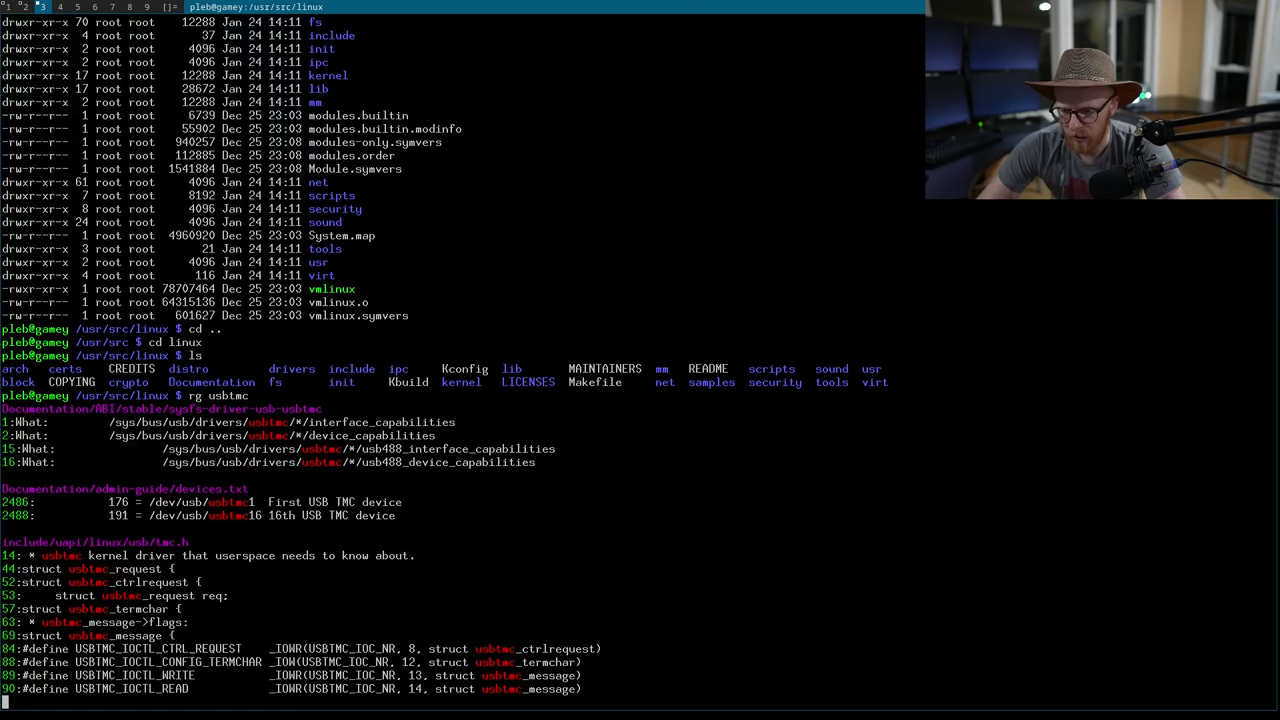 1 2 3 4 5 6 7 8 9 []= pleb@gamey:/usr/src/linux
drwxr-xr-x 70 root root 12288 Jan 24 14:11 fs
drwxr-xr-x 4 root root 37 Jan 24 14:11 include
drwxr-xr-x 2 root root 4096 Jan 24 14:11 init
drwxr-xr-x 2 root root 4096 Jan 24 14:11 ipc
drwxr-xr-x 17 root root 12288 Jan 24 14:11 kernel
drwxr-xr-x 17 root root 28672 Jan 24 14:11 lib
drwxr-xr-x 2 root root 12288 Jan 24 14:11 mm
-rw-r--r-- 1 root root 6739 Dec 25 23:03 modules.builtin
-rw-r--r-- 1 root root 55902 Dec 25 23:03 modules.builtin.modinfo
-rw-r--r-- 1 root root 940257 Dec 25 23:08 modules-only.symvers
-rw-r--r-- 1 root root 112885 Dec 25 23:08 modules.order
-rw-r--r-- 1 root root 1541884 Dec 25 23:08 Module.symvers
drwxr-xr-x 61 root root 4096 Jan 24 14:11 net
drwxr-xr-x 7 root root 8192 Jan 24 14:11 scripts
drwxr-xr-x 8 root root 4096 Jan 24 14:11 security
drwxr-xr-x 24 root root 4096 Jan 24 14:11 sound
-rw-r--r-- 1 root root 4960920 Dec 25 23:03 System.map
drwxr-xr-x 3 root root 21 Jan 24 14:11 tools
drwxr-xr-x 2 root root 4096 Jan 24 14:11 usr
drwxr-xr-x 4 root root 116 Jan 24 14:11 virt
-rwxr-xr-x 1 root root 78707464 Dec 25 23:03 vmlinux
-rw-r--r-- 1 root root 64315136 Dec 25 23:03 vmlinux.o
-rw-r--r-- 1 root root 601627 Dec 25 23:03 vmlinux.symvers
pleb@gamey /usr/src/linux $ cd ..
pleb@gamey /usr/src $ cd linux
pleb@gamey /usr/src/linux $ ls
arch certs CREDITS distro drivers include ipc Kconfig lib MAINTAINERS mm README scripts sound usr
block COPYING crypto Documentation fs init Kbuild kernel LICENSES Makefile net samples security tools virt
pleb@gamey /usr/src/linux $ rg usbtmc
Documentation/ABI/stable/sysfs-driver-usb-usbtmc
1:What: /sys/bus/usb/drivers/usbtmc/*/interface_capabilities
2:What: /sys/bus/usb/drivers/usbtmc/*/device_capabilities
15:What: /sys/bus/usb/drivers/usbtmc/*/usb488_interface_capabilities
16:What: /sys/bus/usb/drivers/usbtmc/*/usb488_device_capabilities
Documentation/admin-guide/devices.txt
2486: 176 = /dev/usb/usbtmc1 First USB TMC device
2488: 191 = /dev/usb/usbtmc16 16th USB TMC device
include/uapi/linux/usb/tmc.h
14: * usbtmc kernel driver that userspace needs to know about.
44:struct usbtmc_request {
52:struct usbtmc_ctrlrequest {
53: struct usbtmc_request req;
57:struct usbtmc_termchar {
63: * usbtmc_message->flags:
69:struct usbtmc_message {
84:#define USBTMC_IOCTL_CTRL_REQUEST _IOWR(USBTMC_IOC_NR, 8, struct usbtmc_ctrlrequest)
88:#define USBTMC_IOCTL_CONFIG_TERMCHAR _IOW(USBTMC_IOC_NR, 12, struct usbtmc_termchar)
89:#define USBTMC_IOCTL_WRITE _IOWR(USBTMC_IOC_NR, 13, struct usbtmc_message)
90:#define USBTMC_IOCTL_READ _IOWR(USBTMC_IOC_NR, 14, struct usbtmc_message)